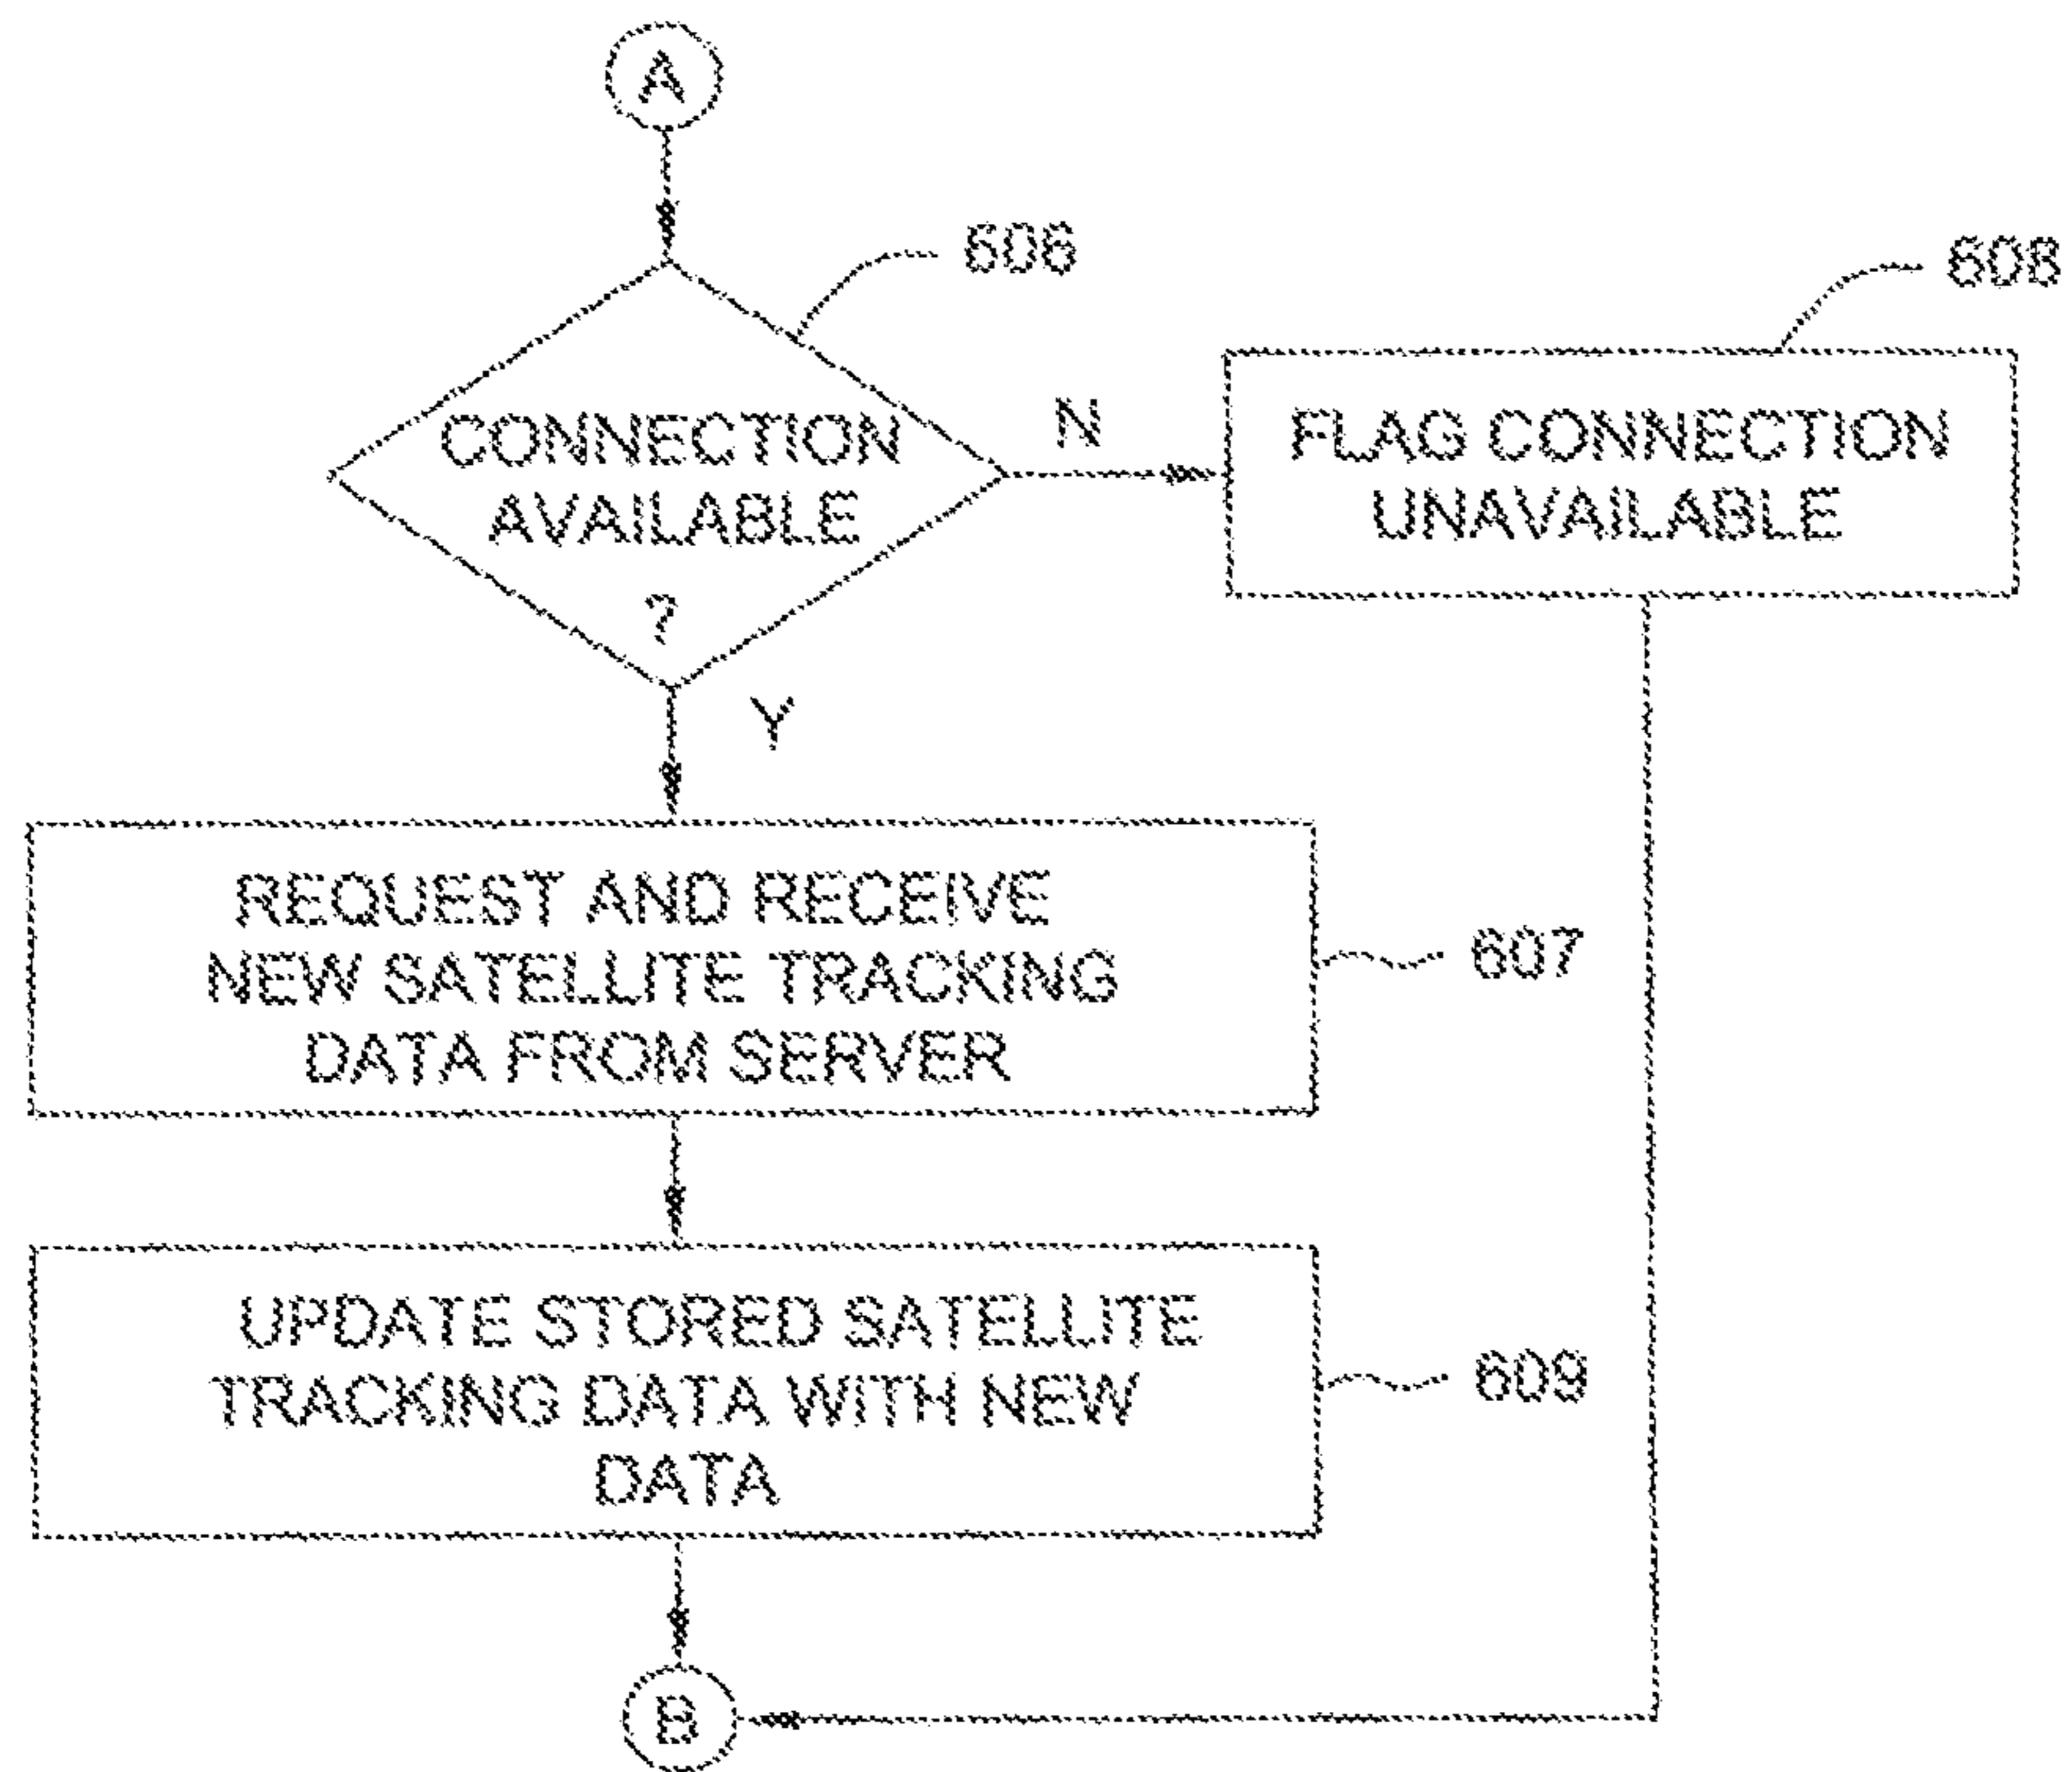 A
606
608
CONNECTION
AVAILABLE
?
N
FLAG CONNECTION
UNAVAILABLE
Y
REQUEST AND RECEIVE
NEW SATELLITE TRACKING
DATA FROM SERVER
607
UPDATE STORED SATELLITE
TRACKING DATA WITH NEW
DATA
609
B